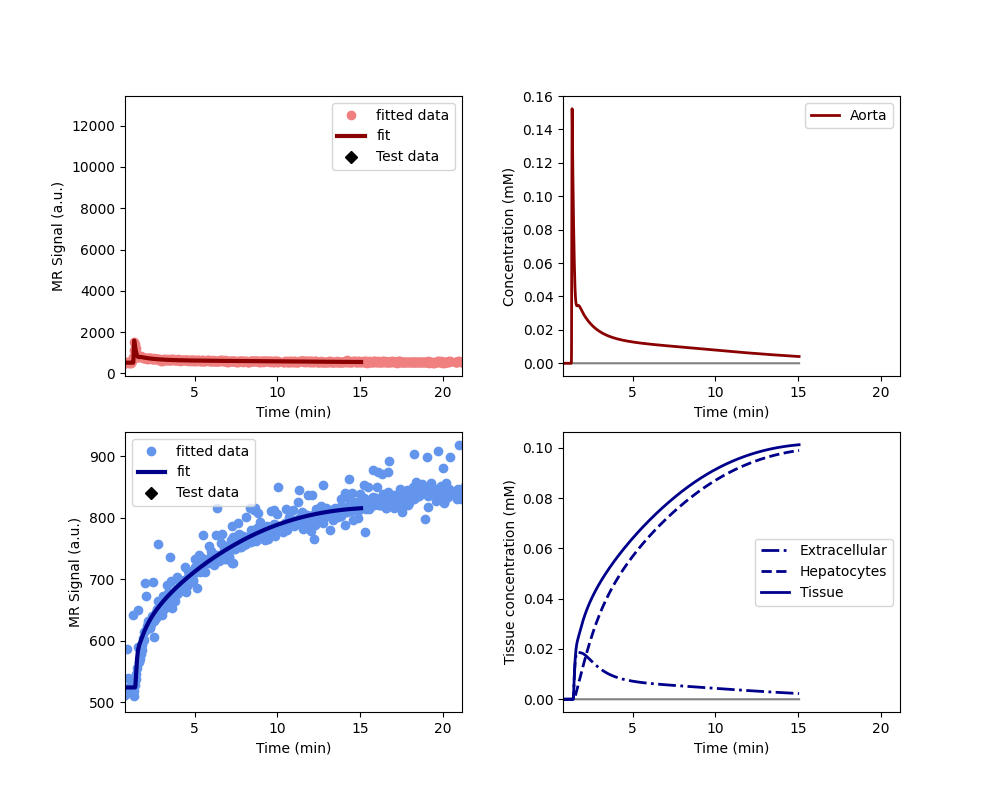 MR Signal (a.u.)
12000
10000
8000
6000
4000
2000
0
5
10
15
20
Time (min)
fitted data
fit
Test data
Concentration (mM)
0.16
0.14
0.12
0.10
0.08
0.06
0.04
0.02
0.00
5
10
15
20
Time (min)
Aorta
MR Signal (a.u.)
900
800
700
600
500
5
10
15
20
Time (min)
fitted data
fit
Test data
Tissue concentration (mM)
0.10
0.08
0.06
0.04
0.02
0.00
5
10
15
20
Time (min)
Extracellular
Hepatocytes
Tissue